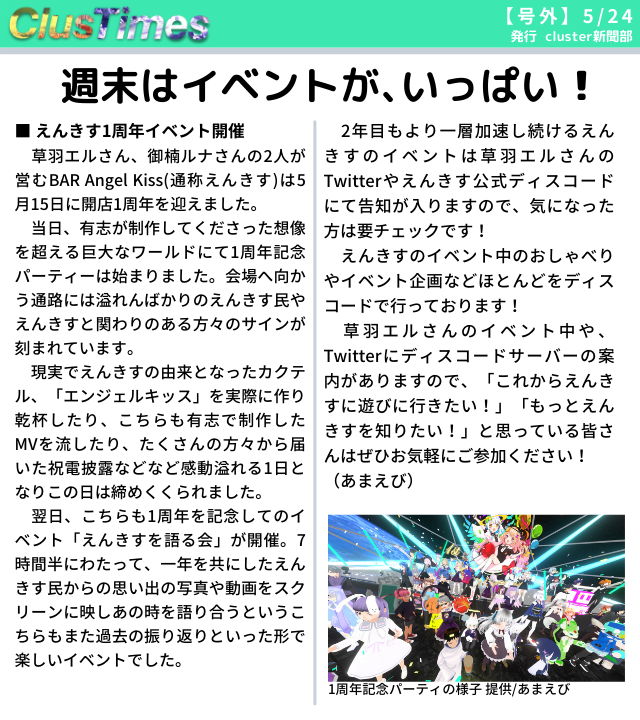 ClusTimes
【号外】5/24
発行 cluster新聞部
週末はイベントが、いっぱい！
■ えんきす1周年イベント開催
草羽エルさん、御楠ルナさんの2人が
営むBAR Angel Kiss(通称えんきす)は5
月15日に開店1周年を迎えました。
当日、有志が制作してくださった想像
を超える巨大なワールドにて1周年記念
パーティーは始まりました。会場へ向か
う通路には溢れんばかりのえんきす民や
えんきすと関わりのある方々のサインが
刻まれています。
現実でえんきすの由来となったカクテ
ル、「エンジェルキッス」を実際に作り
乾杯したり、こちらも有志で制作した
MVを流したり、たくさんの方々から届
いた祝電披露などなど感動溢れる1日と
なりこの日は締めくくられました。
翌日、こちらも1周年を記念してのイ
ベント「えんきすを語る会」が開催。7
時間半にわたって、一年を共にしたえん
きす民からの思い出の写真や動画をスク
リーンに映しあの時を語り合うというこ
ちらもまた過去の振り返りといった形で
楽しいイベントでした。
2年目もより一層加速し続けるえん
きすのイベントは草羽エルさんの
Twitterやえんきす公式ディスコード
にて告知が入りますので、気になった
方は要チェックです！
えんきすのイベント中のおしゃべり
やイベント企画などほとんどをディス
コードで行っております！
草羽エルさんのイベント中や、
Twitterにディスコードサーバーの案
内がありますので、「これからえんき
すに遊びに行きたい！」「もっとえん
きすを知りたい！」と思っている皆さ
んはぜひお気軽にご参加ください！
（あまえび）
1周年記念パーティの様子 提供/あまえび